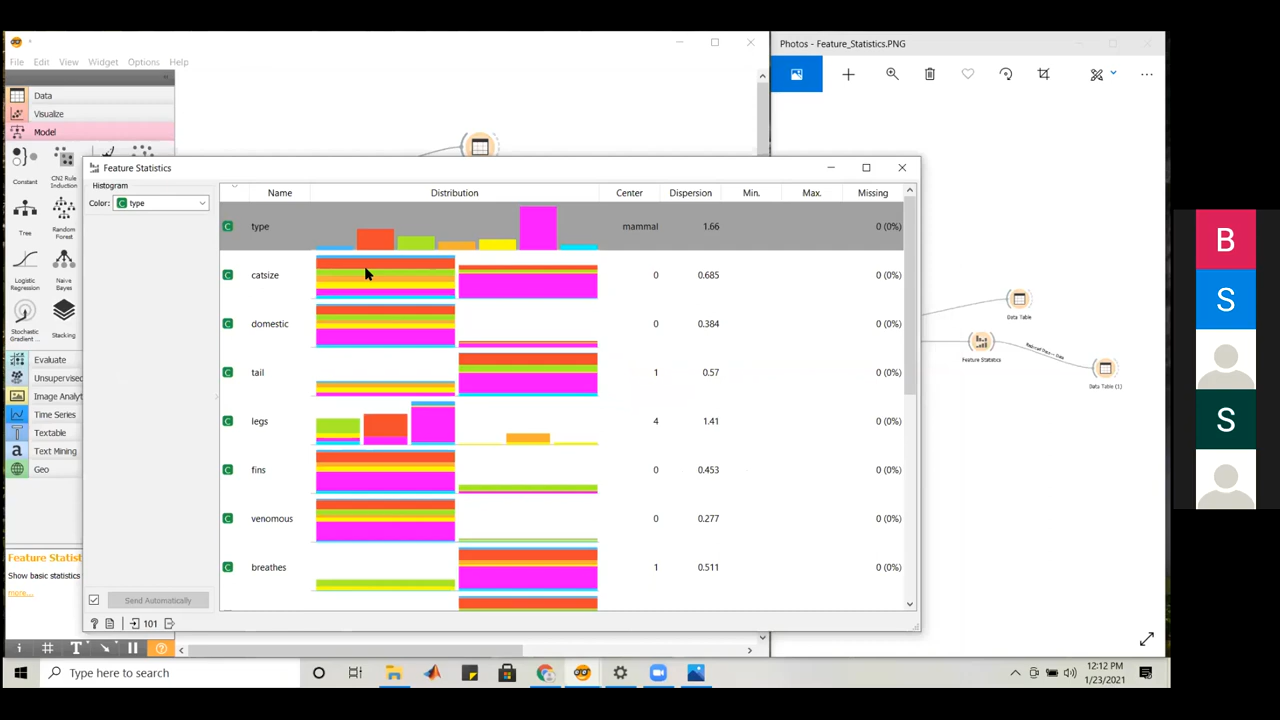 Photos - Feature_Statistics.PNG
File Edit View Widget Options Help
Data
Visualize
Model
Constant
CN2 Rule Induction
Tree
Random Forest
Logistic Regression
Naive Bayes
Stochastic Gradient ...
Stacking
Evaluate
Unsupervised
Image Analyt
Time Series
Textable
Text Mining
Geo
Feature Statist
Show basic statistics
more...
Feature Statistics
Histogram
Color: C type
Name Distribution Center Dispersion Min. Max. Missing
C type mammal 1.66 0 (0%)
C catsize 0 0.685 0 (0%)
C domestic 0 0.384 0 (0%)
C tail 1 0.57 0 (0%)
C legs 4 1.41 0 (0%)
C fins 0 0.453 0 (0%)
C venomous 0 0.277 0 (0%)
C breathes 1 0.511 0 (0%)
Send Automatically
? 101
Data Table
Feature Statistics
Reduced Data → Data
Data Table (1)
B
S
S
Type here to search
12:12 PM
1/23/2021